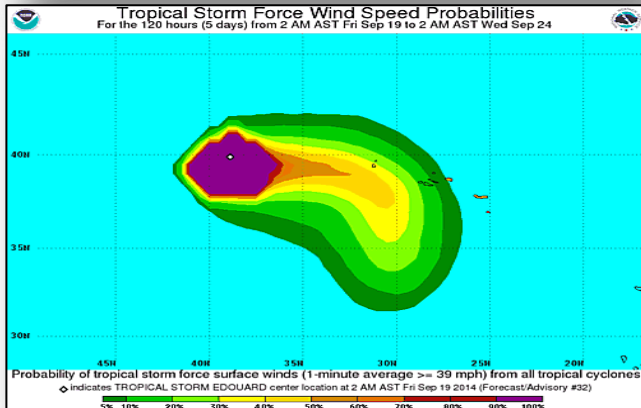 Tropical Storm Force Wind Speed Probabilities
For the 120 hours (5 days) from 2 AM AST Fri Sep 19 to 2 AM AST Wed Sep 24
45N
40N
35N
30N
45W 40W 35W 30W 25W 20W
Probability of tropical storm force surface winds (1-minute average >= 39 mph) from all tropical cyclones
indicates TROPICAL STORM EDOUARD center location at 2 AM AST Fri Sep 19 2014 (Forecast/Advisory #32)
5% 10% 20% 30% 40% 50% 60% 70% 80% 90% 100%